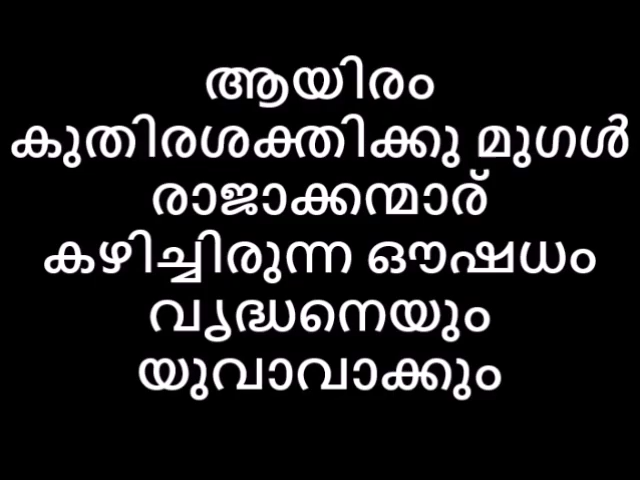 ആയിരം
കുതിരശക്തിക്കു മുഗൾ
രാജാക്കന്മാര്
കഴിച്ചിരുന്ന ഔഷധം
വൃദ്ധനെയും
യുവാവാക്കും